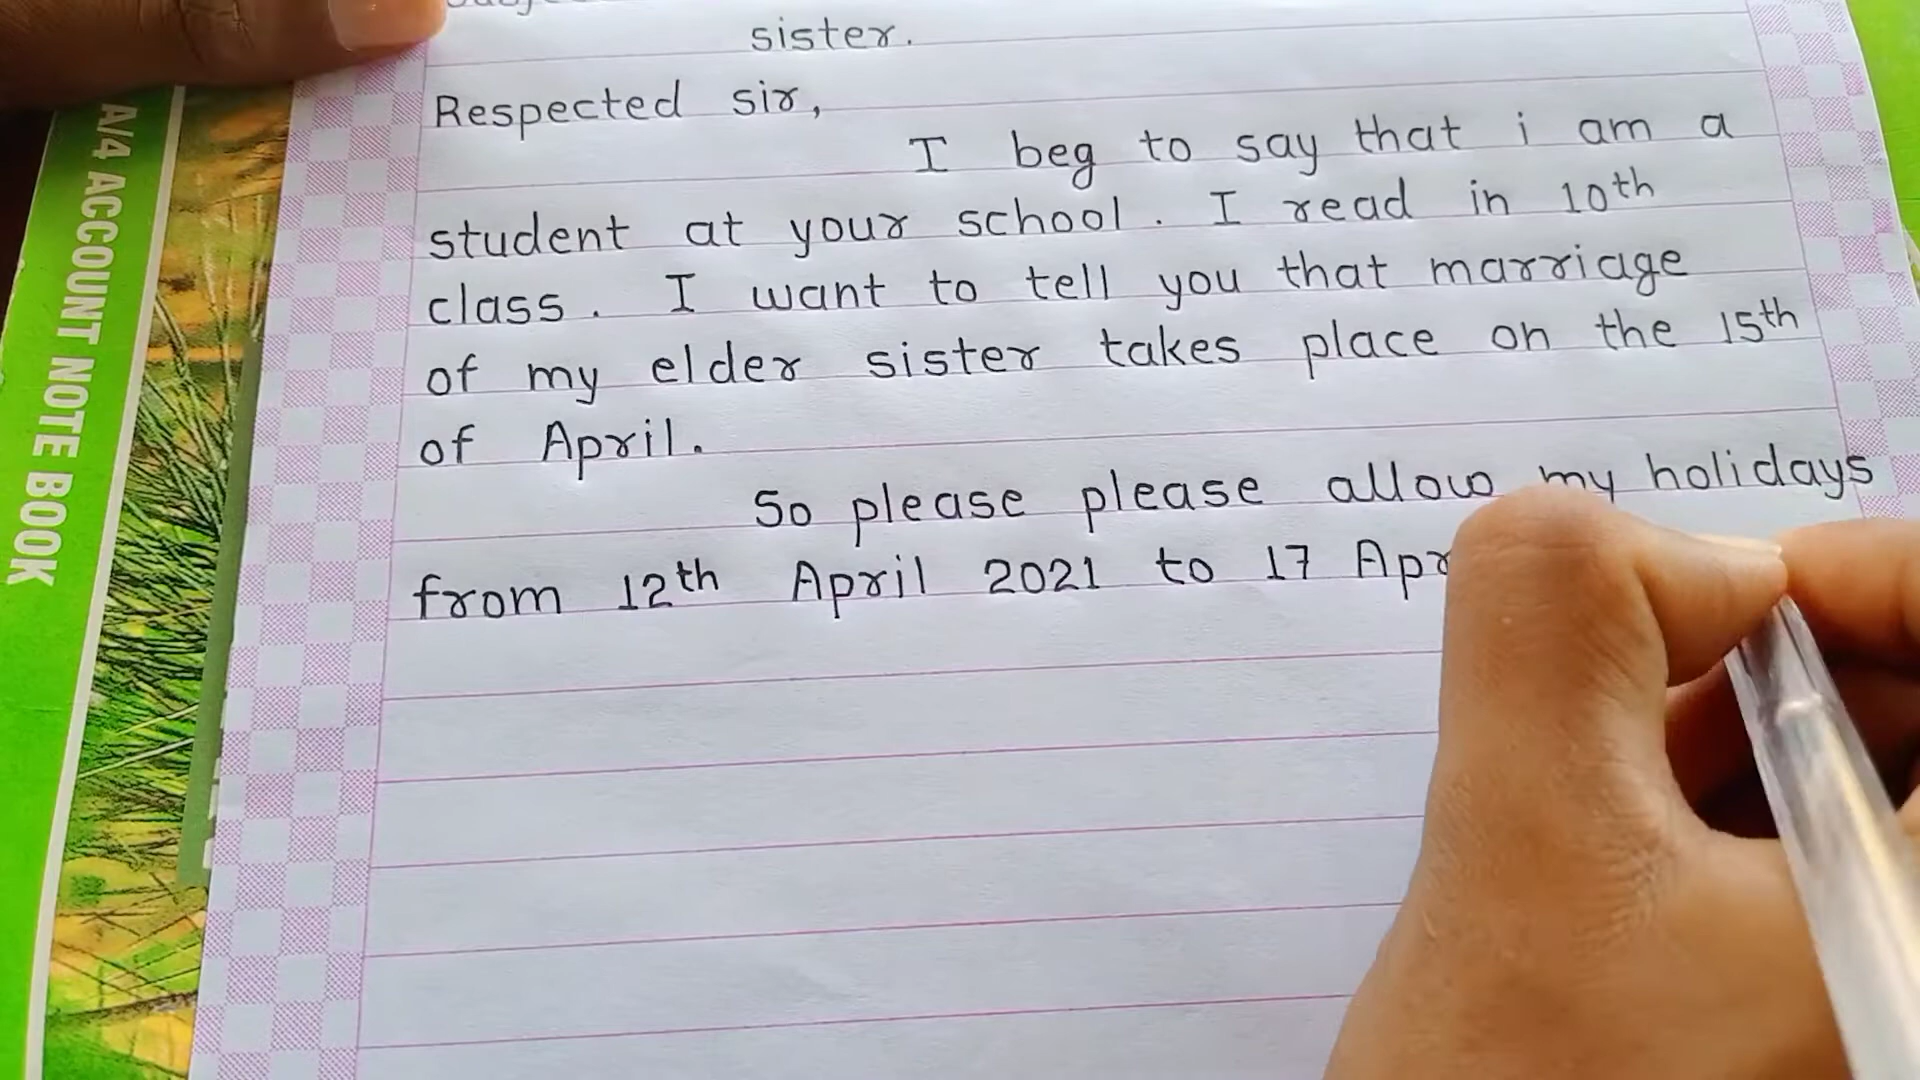 sister.
Respected sir,
I beg to say that i am a
student at your school. I read in 10th
class. I want to tell you that marriage
of my elder sister takes place on the 15th
of April.
So please please allow my holidays
from 12th April 2021 to 17 Apr
A/4 ACCOUNT NOTE BOOK